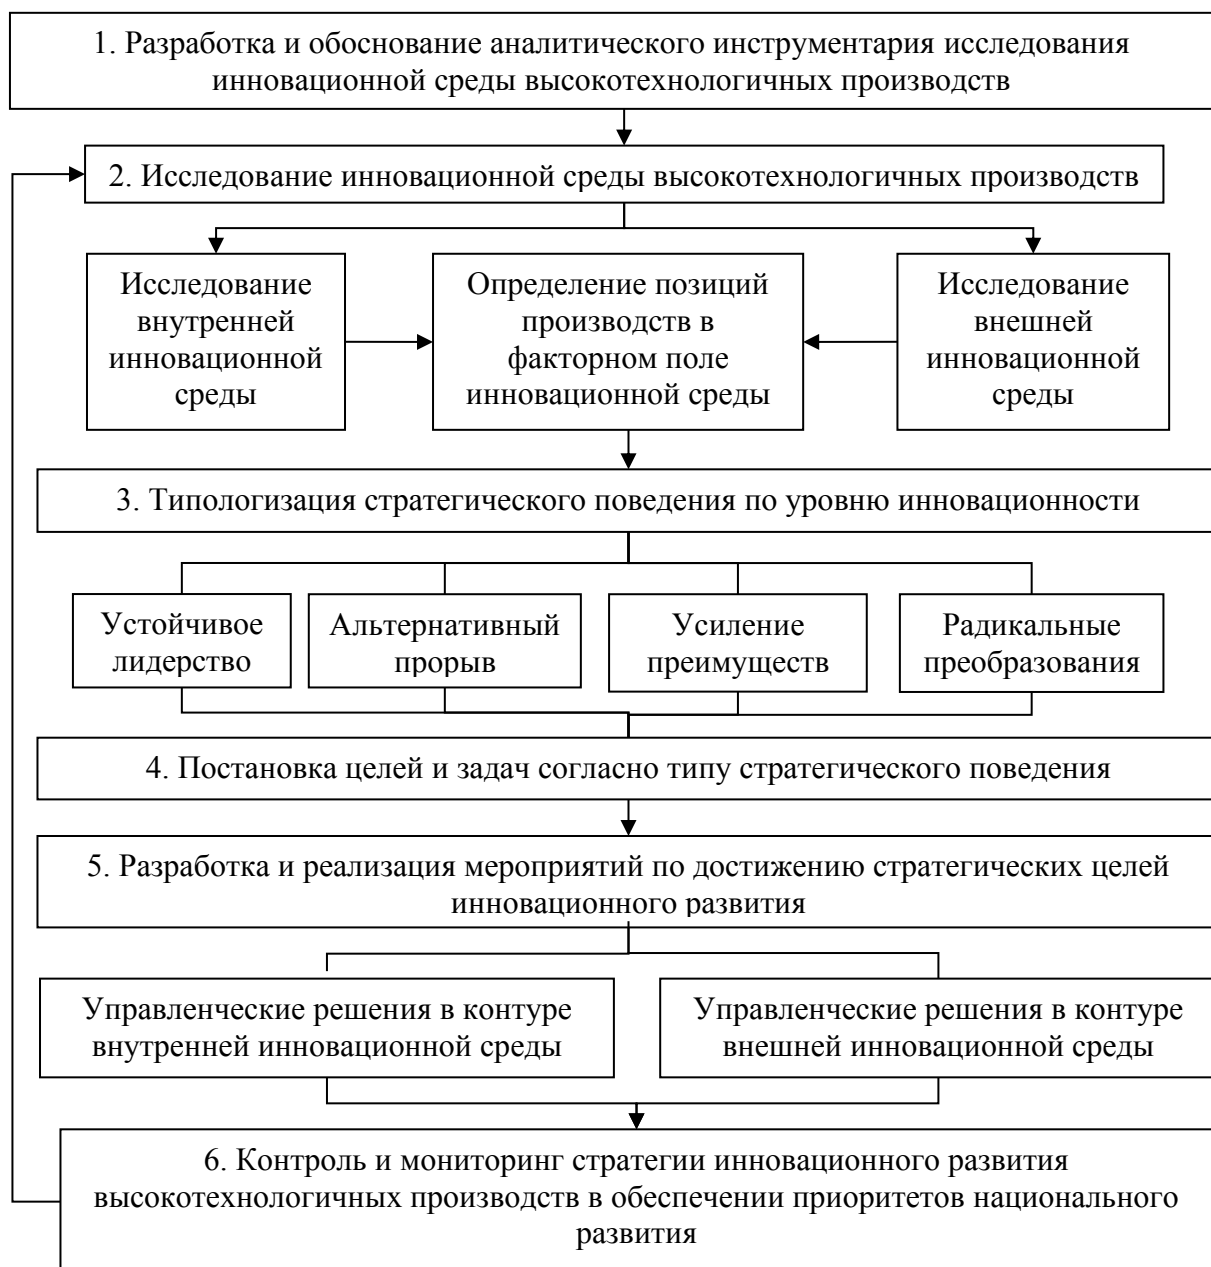 1. Разработка и обоснование аналитического инструментария исследования
инновационной среды высокотехнологичных производств
2. Исследование инновационной среды высокотехнологичных производств
Исследование
внутренней
инновационной
среды
Определение позиций
производств в
факторном поле
инновационной среды
Исследование
внешней
инновационной
среды
3. Типологизация стратегического поведения по уровню инновационности
Устойчивое
лидерство
Альтернативный
прорыв
Усиление
преимуществ
Радикальные
преобразования
4. Постановка целей и задач согласно типу стратегического поведения
5. Разработка и реализация мероприятий по достижению стратегических целей
инновационного развития
Управленческие решения в контуре
внутренней инновационной среды
Управленческие решения в контуре
внешней инновационной среды
6. Контроль и мониторинг стратегии инновационного развития
высокотехнологичных производств в обеспечении приоритетов национального
развития